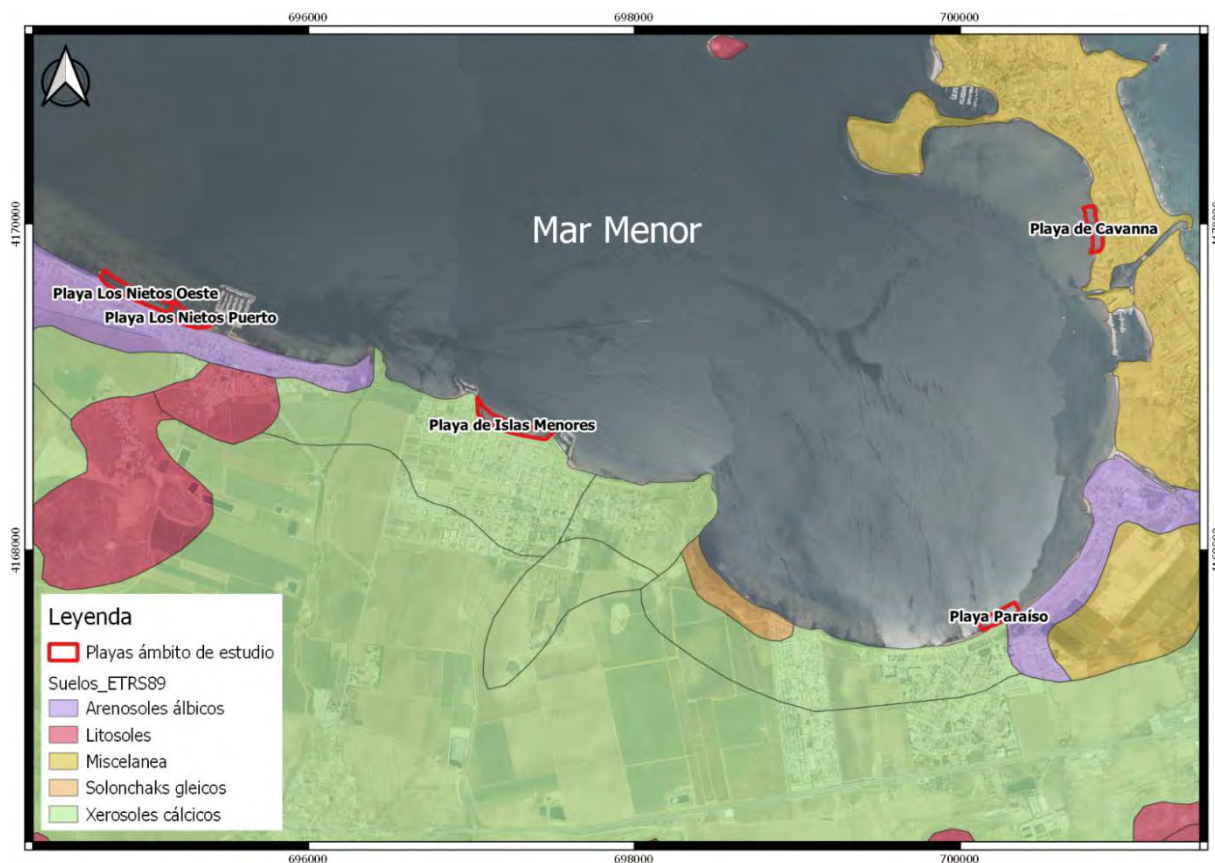 696000
698000
700000
4170000
4170000
Mar Menor
Playa de Cavanna
Playa Los Nietos Oeste
Playa Los Nietos Puerto
Playa de Islas Menores
4168000
Playa Paraíso
Leyenda
Playas ámbito de estudio
Suelos_ETRS89
Arenosoles álbicos
Litosoles
Miscelanea
Solonchaks gleicos
Xerosoles cálcicos
696000
698000
700000